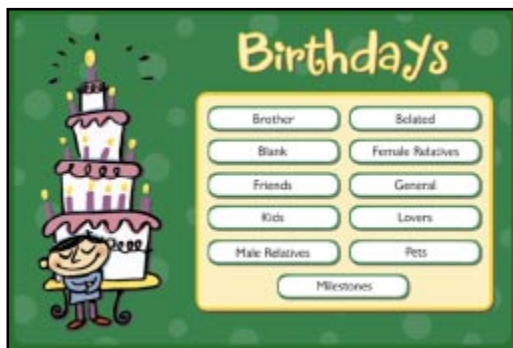 Birthdays
Brother Belated
Blank Female Relatives
Friends General
Kids Lovers
Male Relatives Pets
Milestones